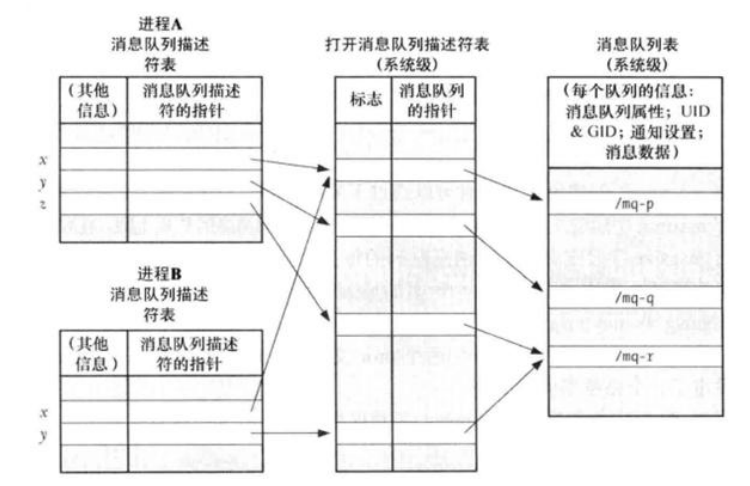 进程A
消息队列描述
符表
(其他
信息)
消息队列描述
符的指针
x
y
z
进程B
消息队列描述
符表
(其他
信息)
消息队列描述
符的指针
x
y
打开消息队列描述符表
(系统级)
标志
消息队列
的指针
消息队列表
(系统级)
(每个队列的信息:
消息队列属性; UID
& GID; 通知设置;
消息数据)
/mq-p
/mq-q
/mq-r